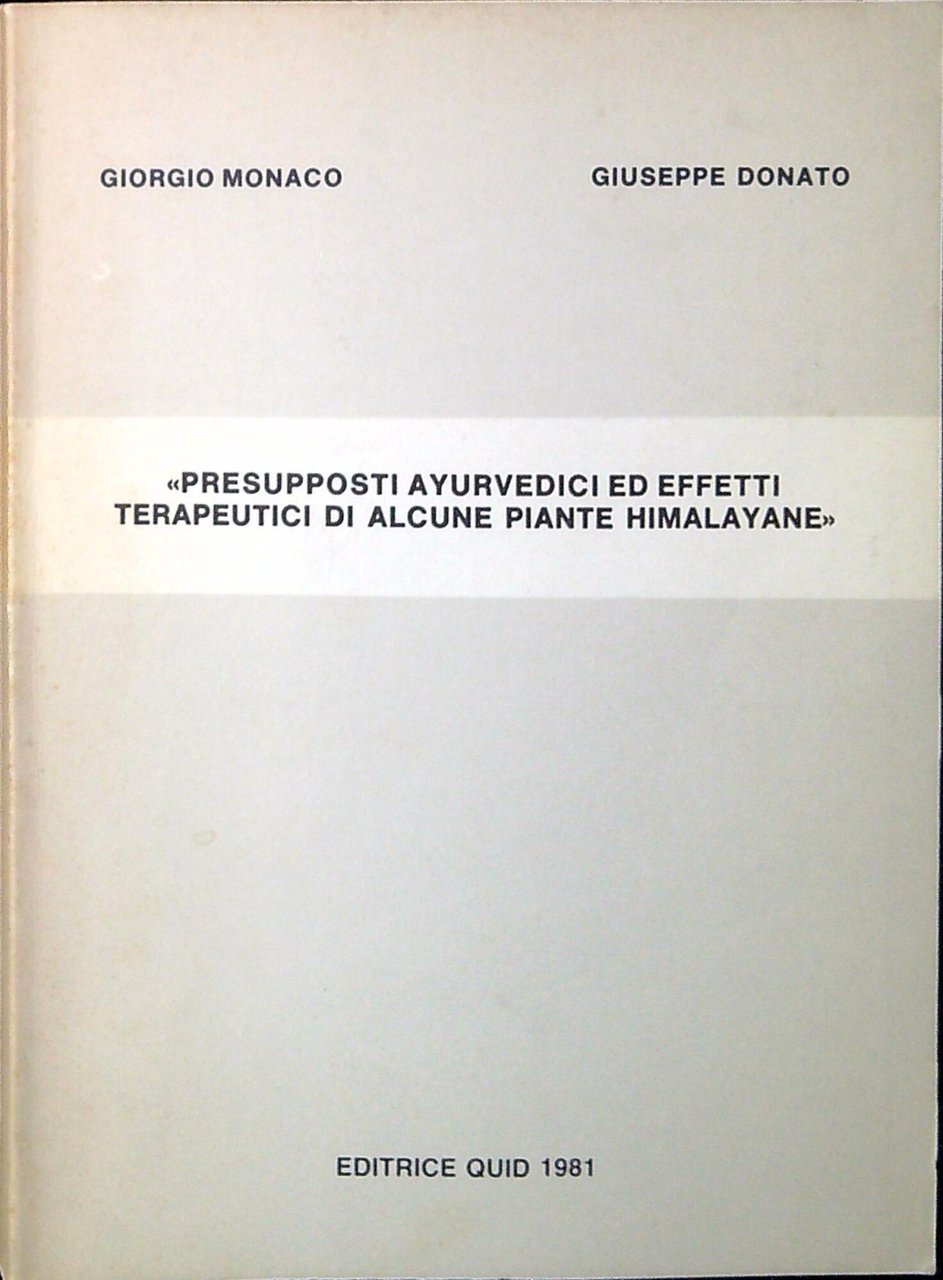 GIORGIO MONACO
GIUSEPPE DONATO
«PRESUPPOSTI AYURVEDICI ED EFFETTI
TERAPEUTICI DI ALCUNE PIANTE HIMALAYANE»
EDITRICE QUID 1981